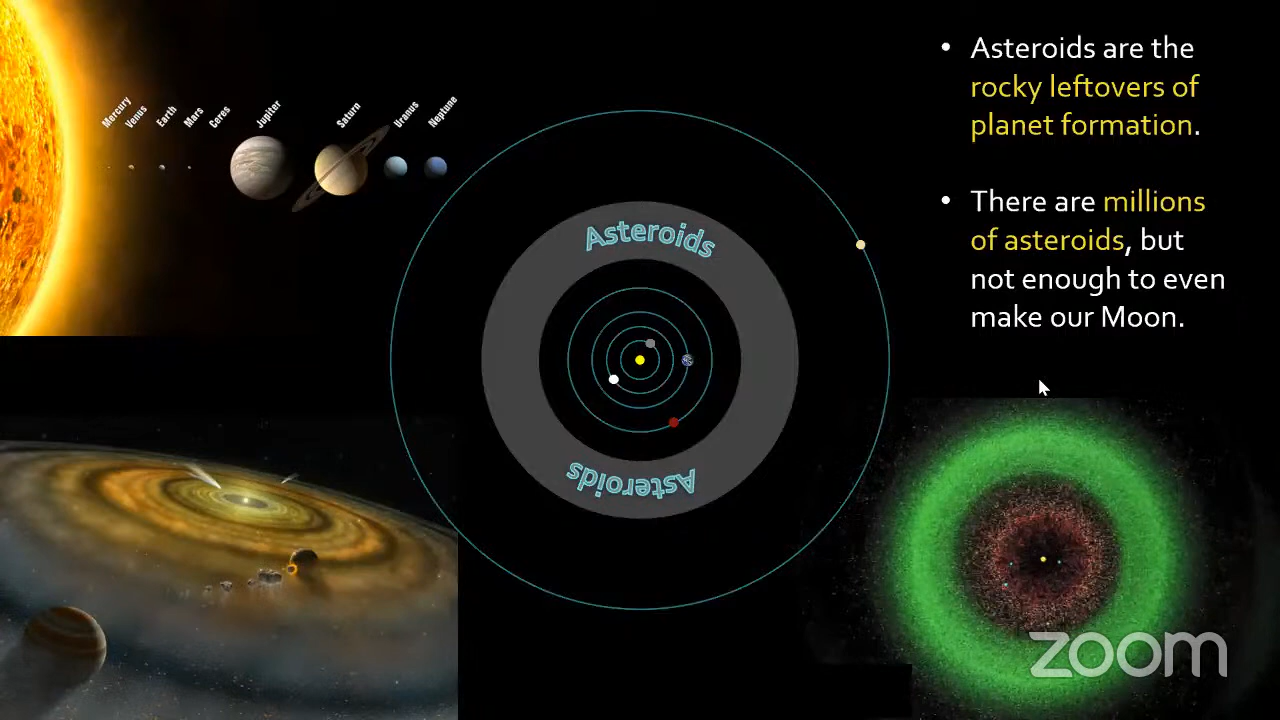 Mercury
Venus
Earth
Mars
Ceres
Jupiter
Saturn
Uranus
Neptune
Asteroids
Asteroids
• Asteroids are the
rocky leftovers of
planet formation.
• There are millions
of asteroids, but
not enough to even
make our Moon.
zoom